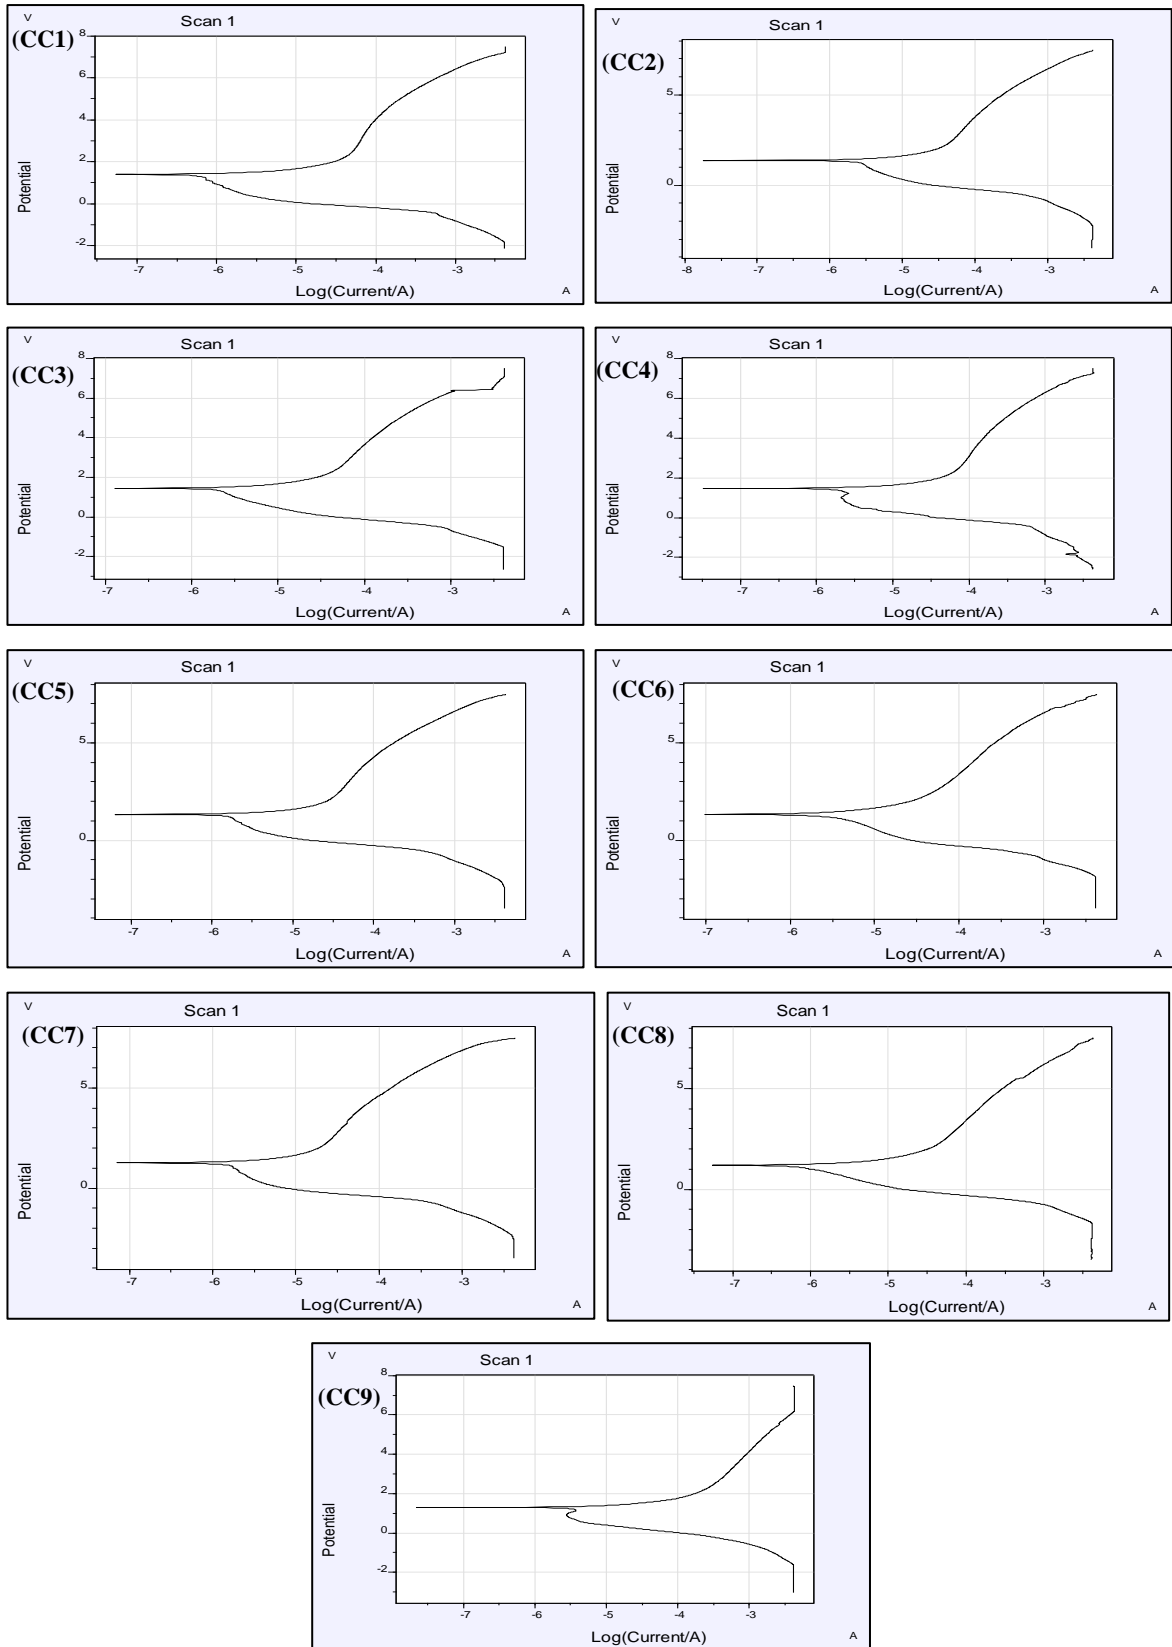 V Scan 1
(CC1)
8
6
4
2
0
-2
Potential
-7 -6 -5 -4 -3
Log(Current/A) A
V Scan 1
(CC2)
5
0
Potential
-8 -7 -6 -5 -4 -3
Log(Current/A) A
V Scan 1
(CC3)
8
6
4
2
0
-2
Potential
-7 -6 -5 -4 -3
Log(Current/A) A
V Scan 1
(CC4)
8
6
4
2
0
-2
Potential
-7 -6 -5 -4 -3
Log(Current/A) A
V Scan 1
(CC5)
5
0
Potential
-7 -6 -5 -4 -3
Log(Current/A) A
V Scan 1
(CC6)
5
0
Potential
-7 -6 -5 -4 -3
Log(Current/A) A
V Scan 1
(CC7)
5
0
Potential
-7 -6 -5 -4 -3
Log(Current/A) A
V Scan 1
(CC8)
5
0
Potential
-7 -6 -5 -4 -3
Log(Current/A) A
V Scan 1
(CC9)
8
6
4
2
0
-2
Potential
-7 -6 -5 -4 -3
Log(Current/A) A